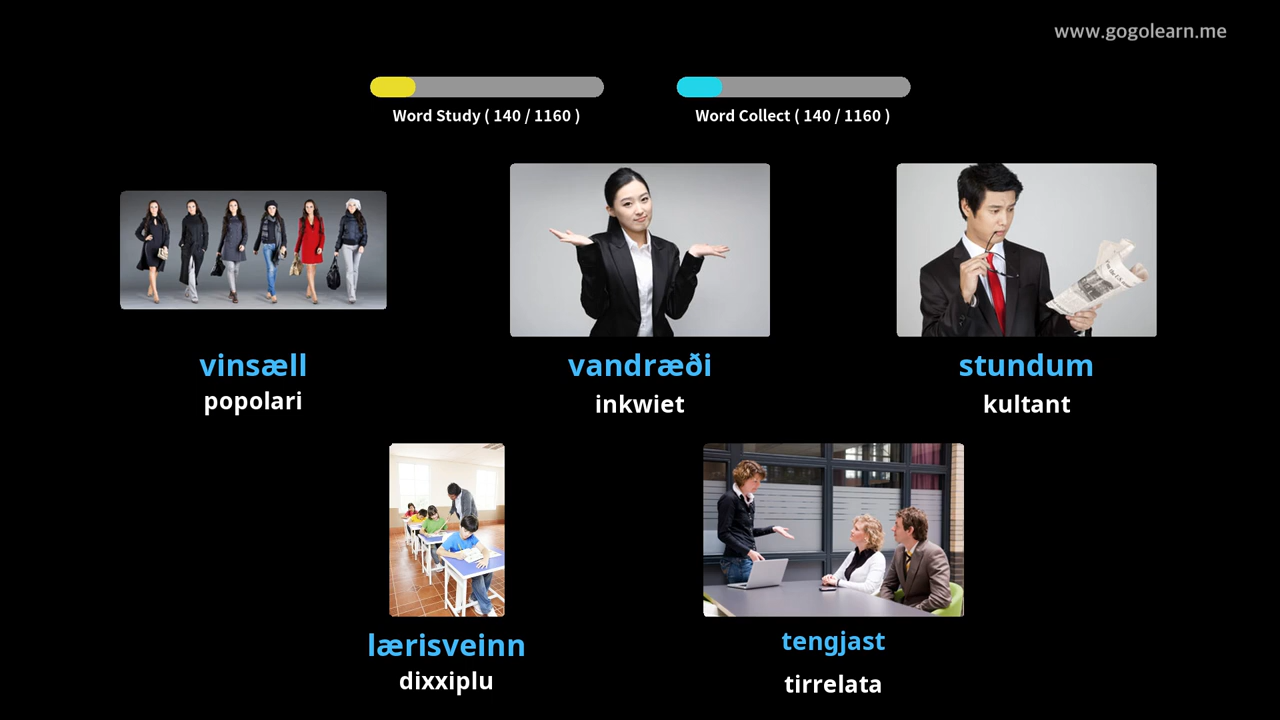 www.gogolearn.me
Word Study ( 140 / 1160 )
Word Collect ( 140 / 1160 )
vinsæll
popolari
vandræði
inkwiet
stundum
kultant
lærisveinn
dixxiplu
tengjast
tirrelata